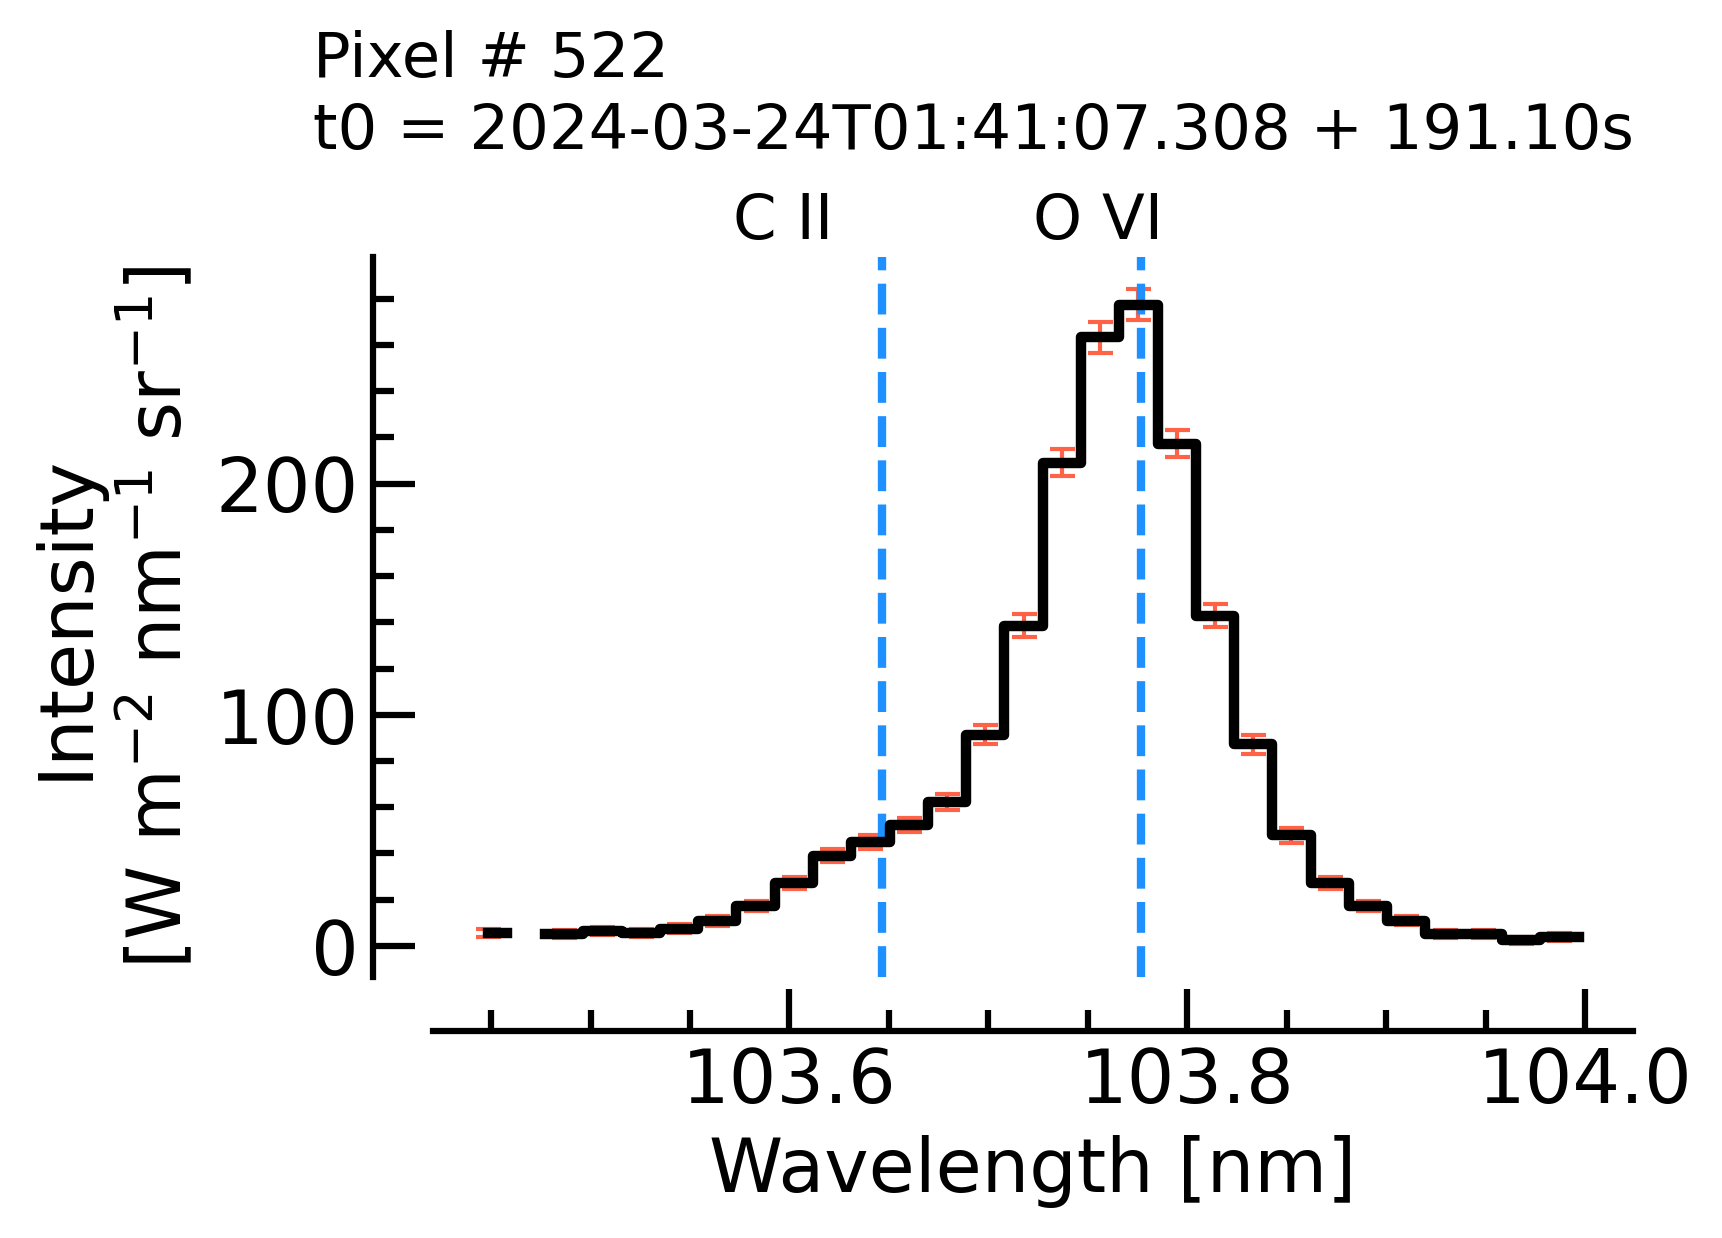 Pixel # 522
t0 = 2024-03-24T01:41:07.308 + 191.10s
C II O VI
Intensity
[W m⁻² nm⁻¹ sr⁻¹]
200
100
0
103.6 103.8 104.0
Wavelength [nm]